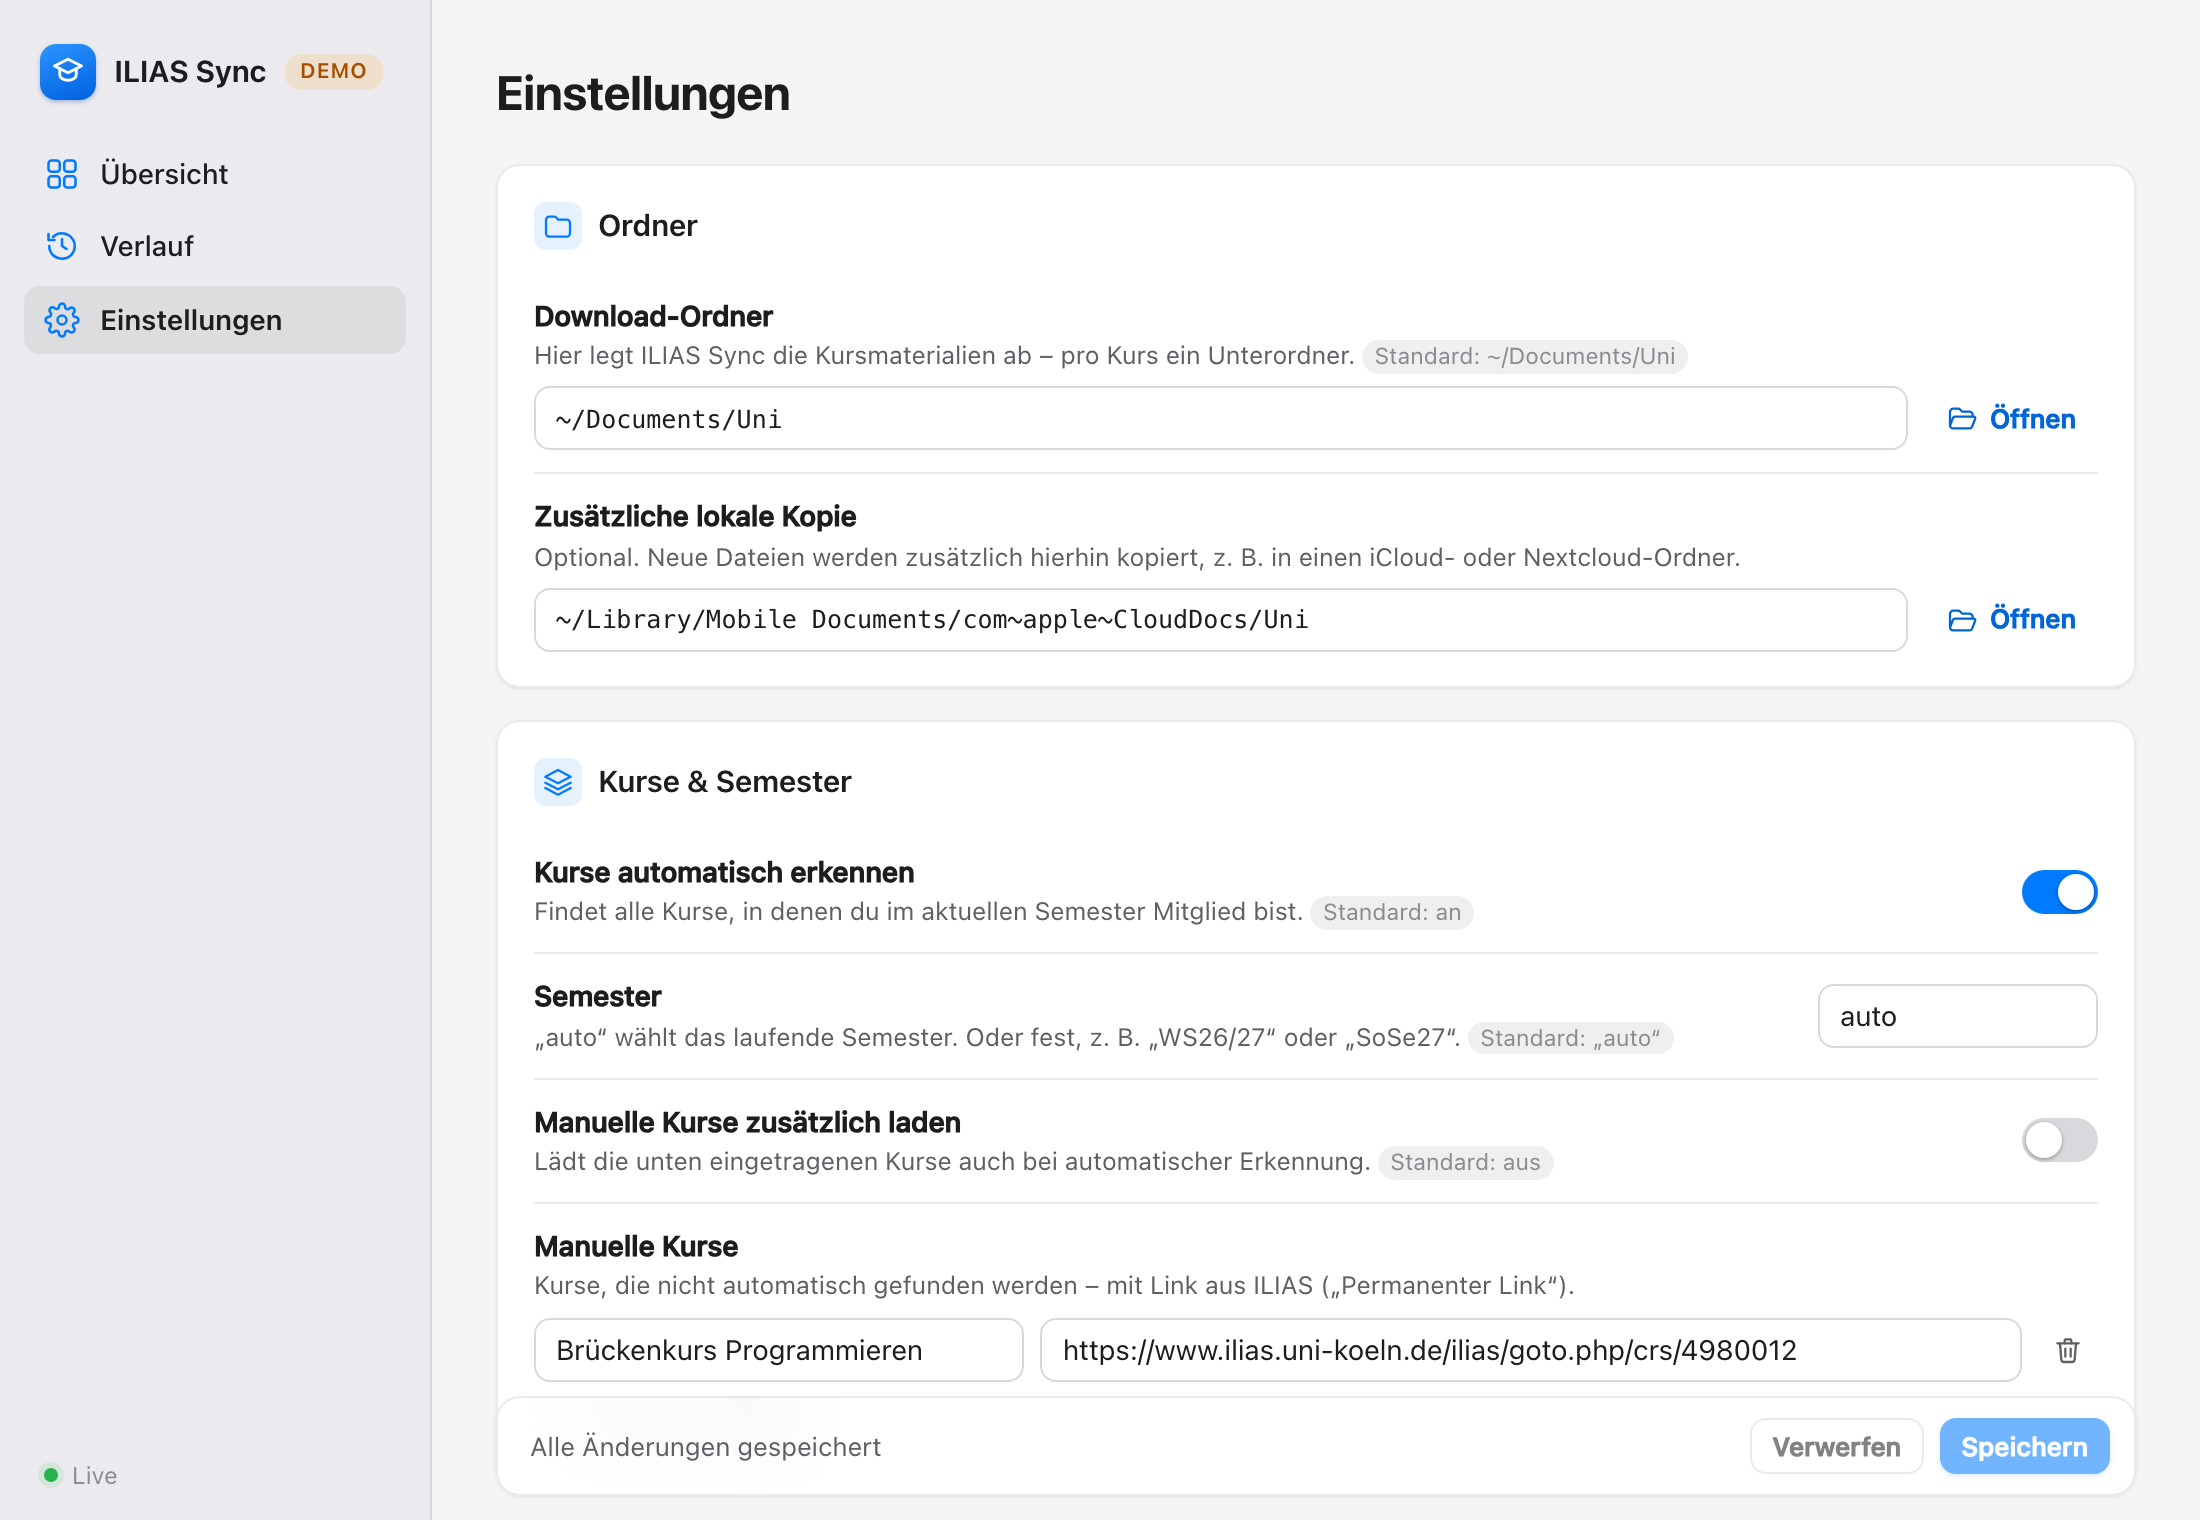 ILIAS Sync DEMO
Übersicht
Verlauf
Einstellungen
Live
Einstellungen
Ordner
Download-Ordner
Hier legt ILIAS Sync die Kursmaterialien ab – pro Kurs ein Unterordner. Standard: ~/Documents/Uni
~/Documents/Uni Öffnen
Zusätzliche lokale Kopie
Optional. Neue Dateien werden zusätzlich hierhin kopiert, z. B. in einen iCloud- oder Nextcloud-Ordner.
~/Library/Mobile Documents/com~apple~CloudDocs/Uni Öffnen
Kurse & Semester
Kurse automatisch erkennen
Findet alle Kurse, in denen du im aktuellen Semester Mitglied bist. Standard: an
Semester
„auto“ wählt das laufende Semester. Oder fest, z. B. „WS26/27“ oder „SoSe27“. Standard: „auto“
auto
Manuelle Kurse zusätzlich laden
Lädt die unten eingetragenen Kurse auch bei automatischer Erkennung. Standard: aus
Manuelle Kurse
Kurse, die nicht automatisch gefunden werden – mit Link aus ILIAS („Permanenter Link“).
Brückenkurs Programmieren https://www.ilias.uni-koeln.de/ilias/goto.php/crs/4980012
Alle Änderungen gespeichert Verwerfen Speichern